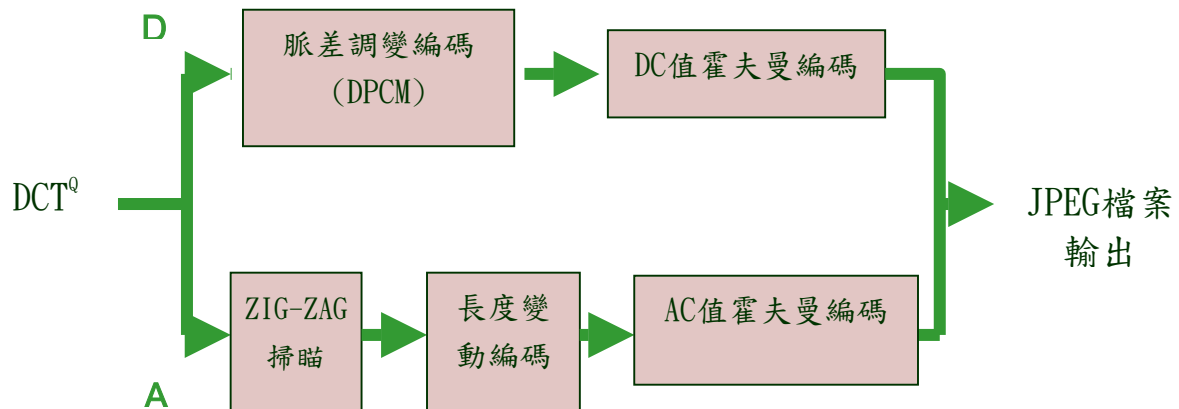 D
脈差調變編碼
(DPCM)
DC值霍夫曼編碼
DCT^Q
JPEG檔案
輸出
ZIG-ZAG
掃瞄
長度變
動編碼
AC值霍夫曼編碼
A